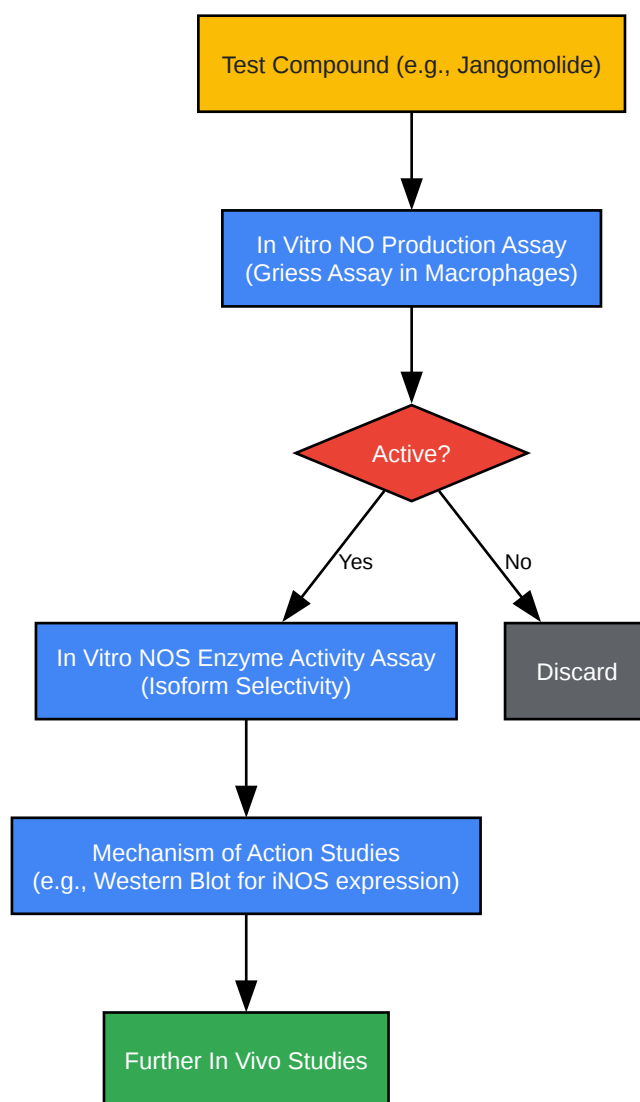 Test Compound (e.g., Jangomolide)
In Vitro NO Production Assay
(Griess Assay in Macrophages)
Active?
Yes
No
In Vitro NOS Enzyme Activity Assay
(Isoform Selectivity)
Discard
Mechanism of Action Studies
(e.g., Western Blot for iNOS expression)
Further In Vivo Studies